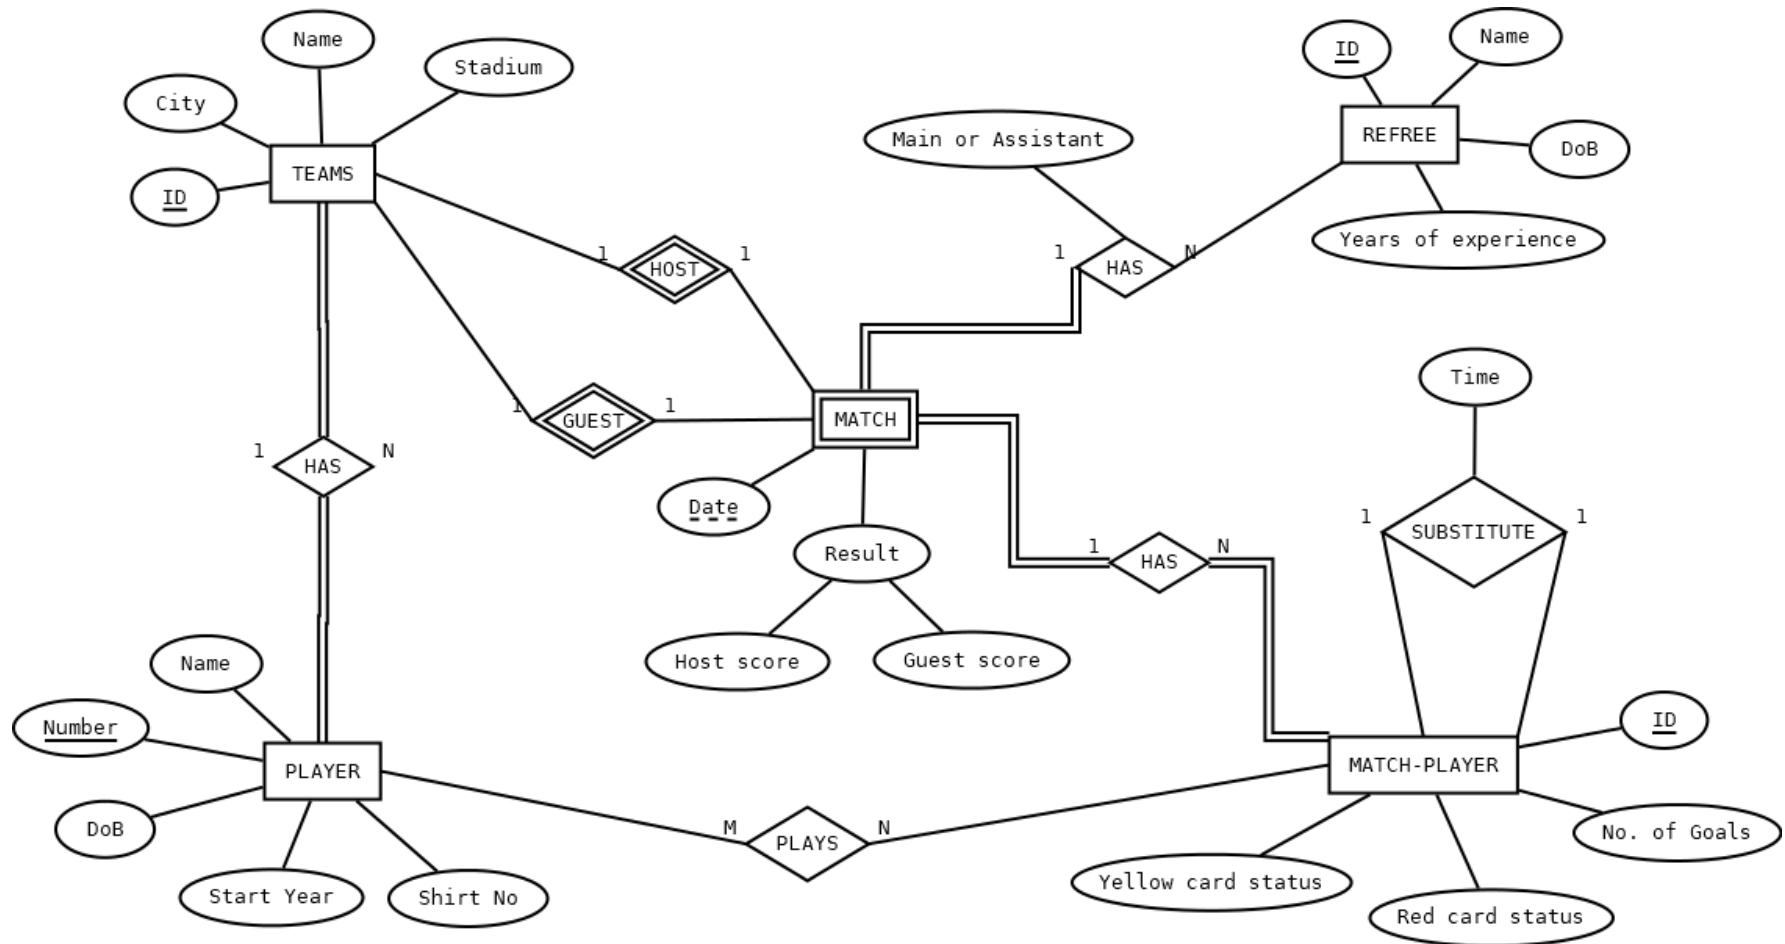 Name
ID
Name
Stadium
City
Main or Assistant
REFREE
DoB
TEAMS
ID
Years of experience
1
HOST
1
1
HAS
N
Time
1
GUEST
1
MATCH
1
HAS
N
Date
1
SUBSTITUTE
1
Result
1
HAS
N
Host score
Guest score
Name
Number
ID
PLAYER
MATCH-PLAYER
DoB
M
PLAYS
N
No. of Goals
Start Year
Shirt No
Yellow card status
Red card status